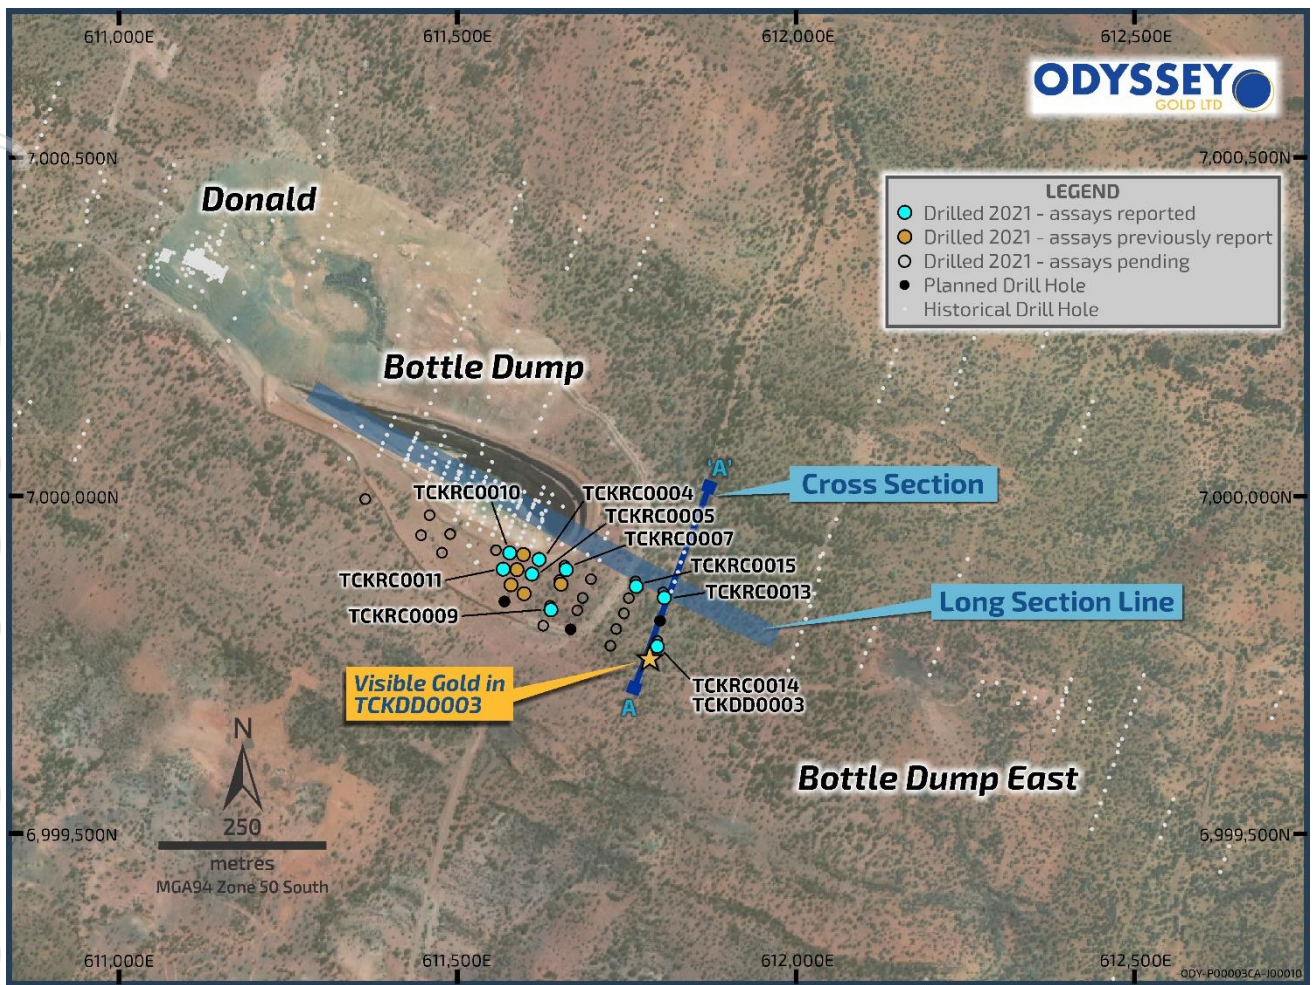 611,000E
611,500E
612,000E
612,500E
ODYSSEY
GOLD LTD
7,000,500N
7,000,500N
LEGEND
Drilled 2021 - assays reported
Drilled 2021 - assays previously report
Drilled 2021 - assays pending
Planned Drill Hole
Historical Drill Hole
Donald
Bottle Dump
'A'
Cross Section
7,000,000N
7,000,000N
TCKRC0010
TCKRC0004
TCKRC0005
TCKRC0007
TCKRC0011
TCKRC0015
TCKRC0013
TCKRC0009
Long Section Line
Visible Gold in
TCKDD0003
TCKRC0014
TCKDD0003
A
Bottle Dump East
N
250
metres
MGA94 Zone 50 South
6,999,500N
6,999,500N
611,000E
611,500E
612,000E
612,500E
ODY-P00003CA-J00010